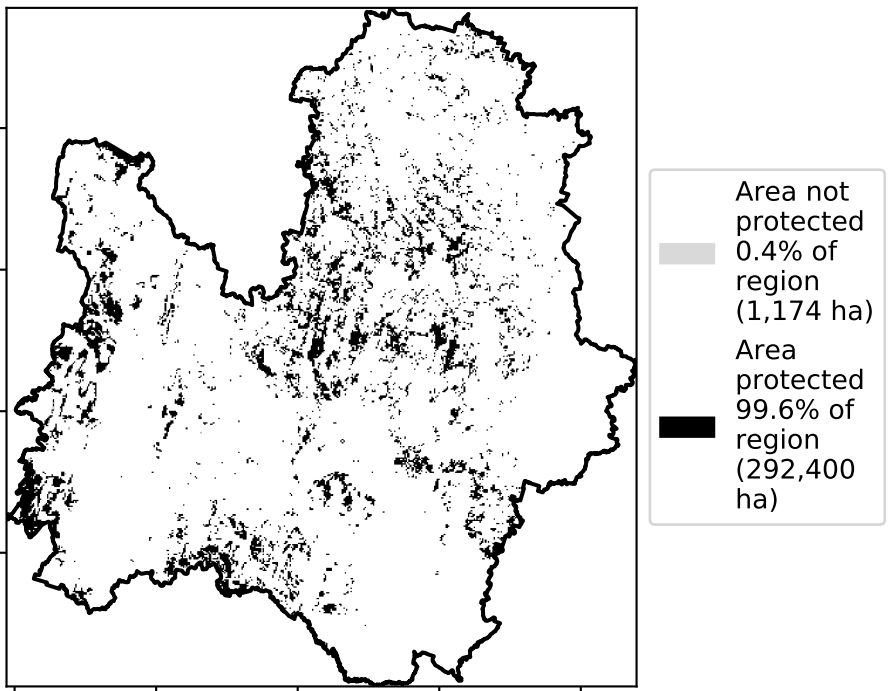 Area not
protected
0.4% of
region
(1,174 ha)
Area
protected
99.6% of
region
(292,400
ha)